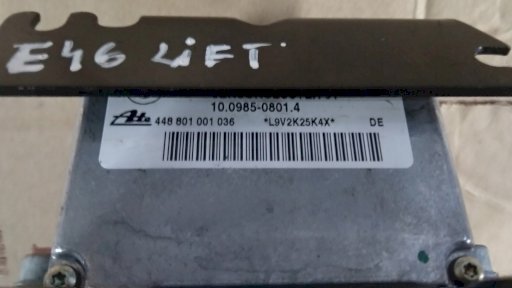 E46 LiFT
10.0985-0801.4
Ate 448 801 001 036 *L9V2K25K4X* DE